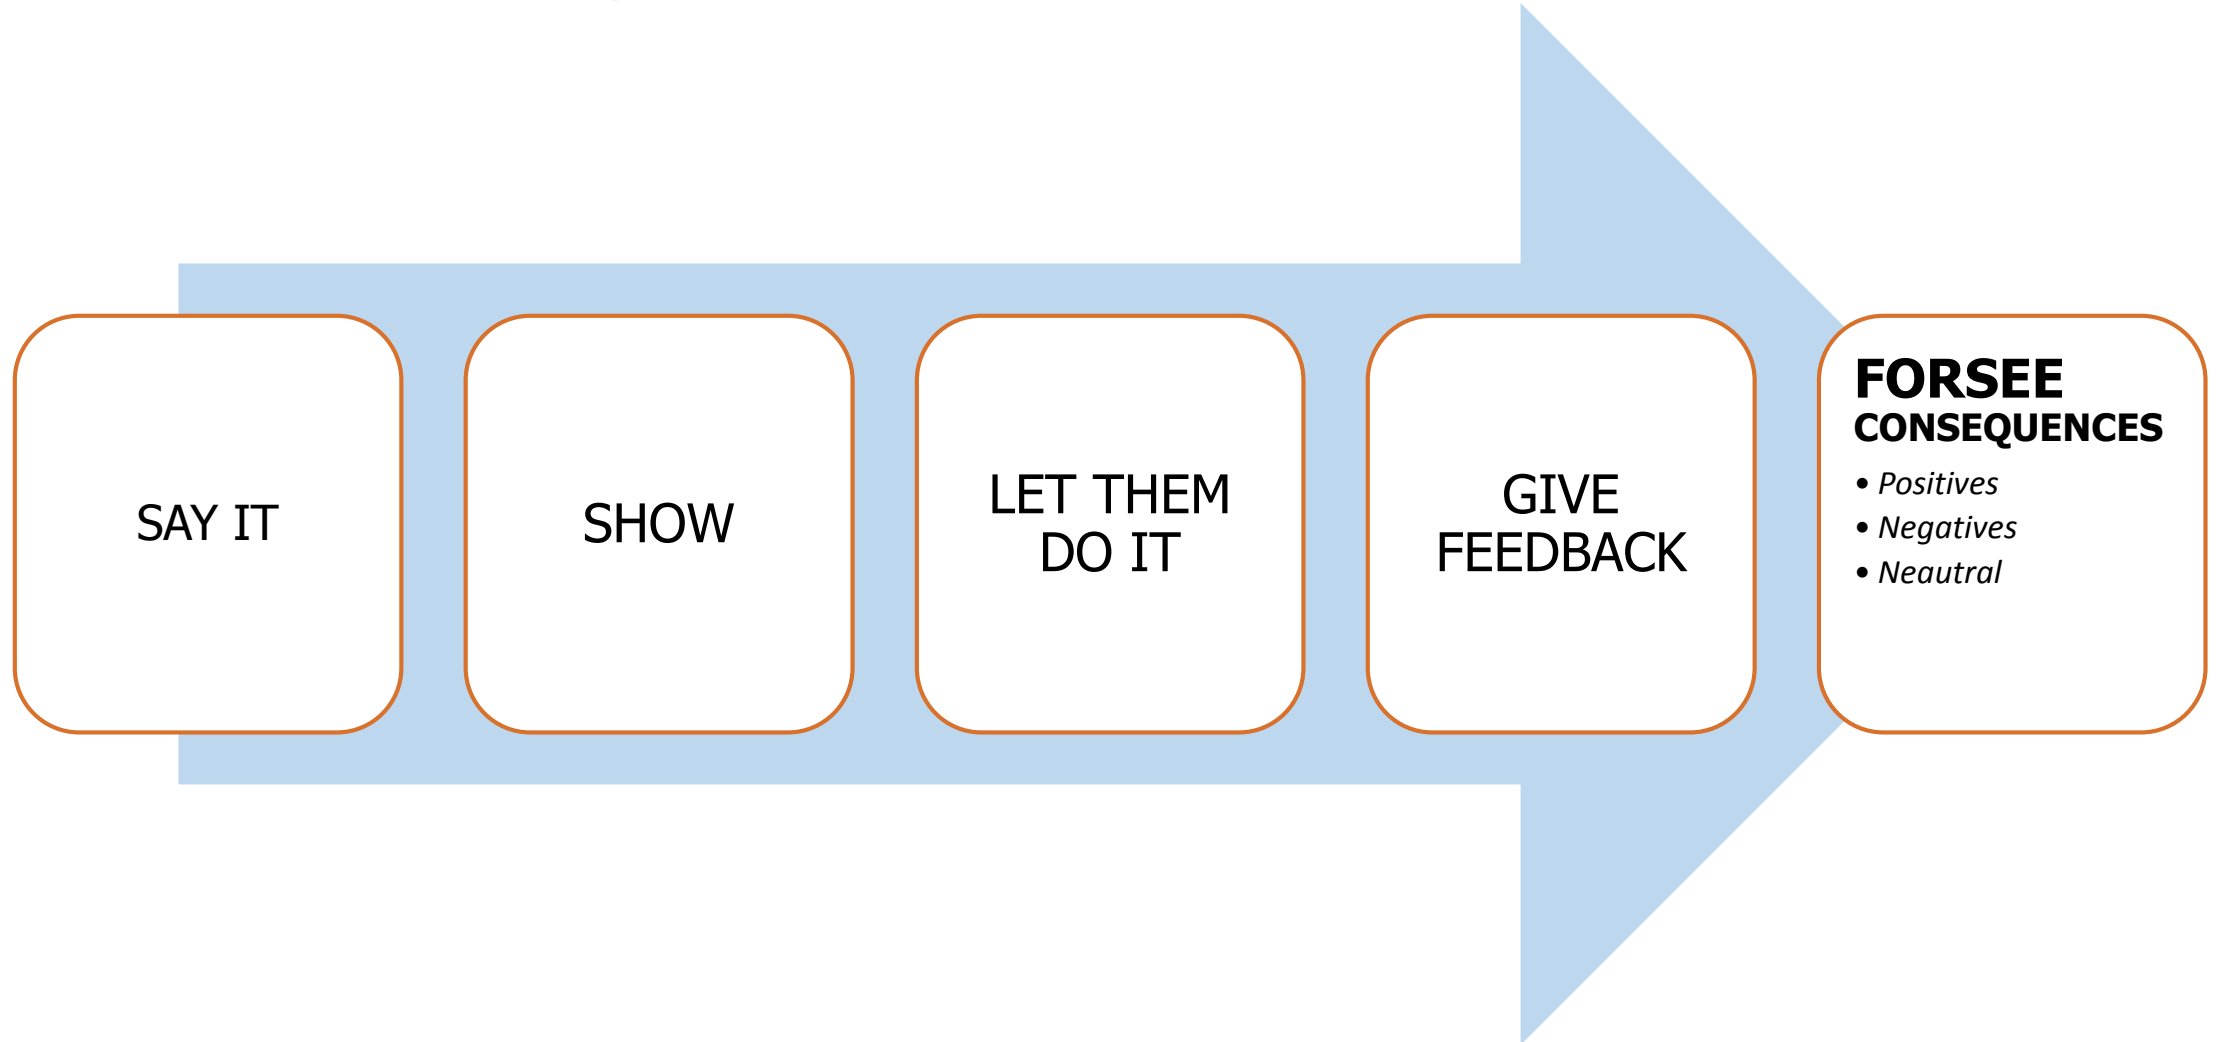 SAY IT
SHOW
LET THEM
DO IT
GIVE
FEEDBACK
FORSEE
CONSEQUENCES
• Positives
• Negatives
• Neautral